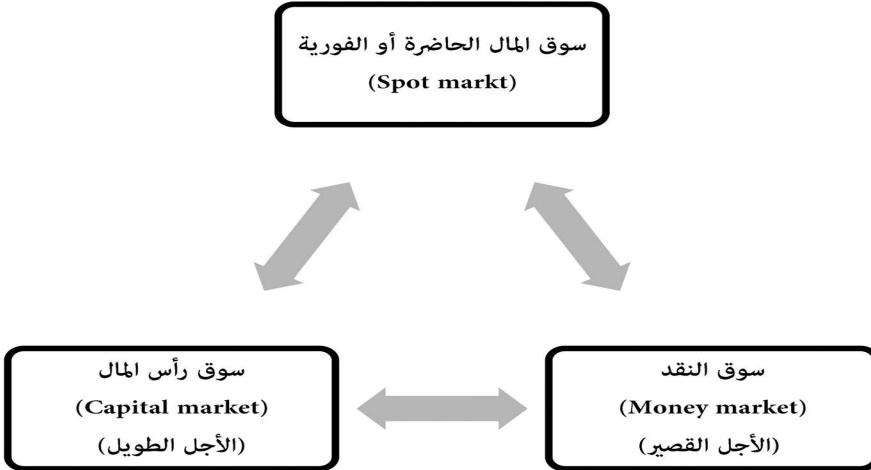 سوق المال الحاضرة أو الفورية
(Spot markt)
سوق رأس المال
(Capital market)
(الأجل الطويل)
سوق النقد
(Money market)
(الأجل القصير)